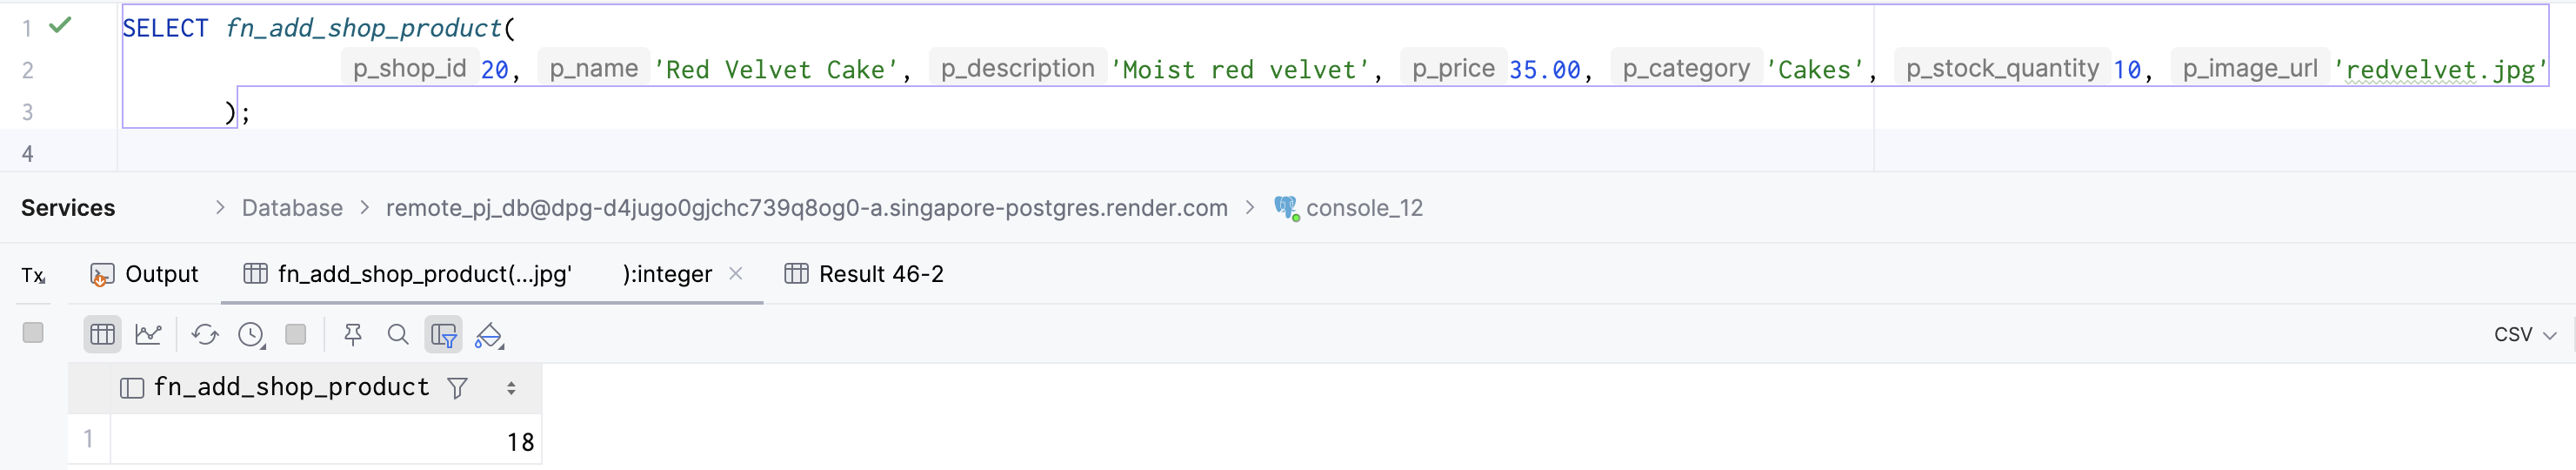 1 SELECT fn_add_shop_product(
2 p_shop_id 20, p_name 'Red Velvet Cake', p_description 'Moist red velvet', p_price 35.00, p_category 'Cakes', p_stock_quantity 10, p_image_url 'redvelvet.jpg'
3 );
4
Services > Database > remote_pj_db@dpg-d4jugo0gjchc739q8og0-a.singapore-postgres.render.com > console_12
Tx Output fn_add_shop_product(...jpg' ):integer × Result 46-2
CSV
fn_add_shop_product
1 18